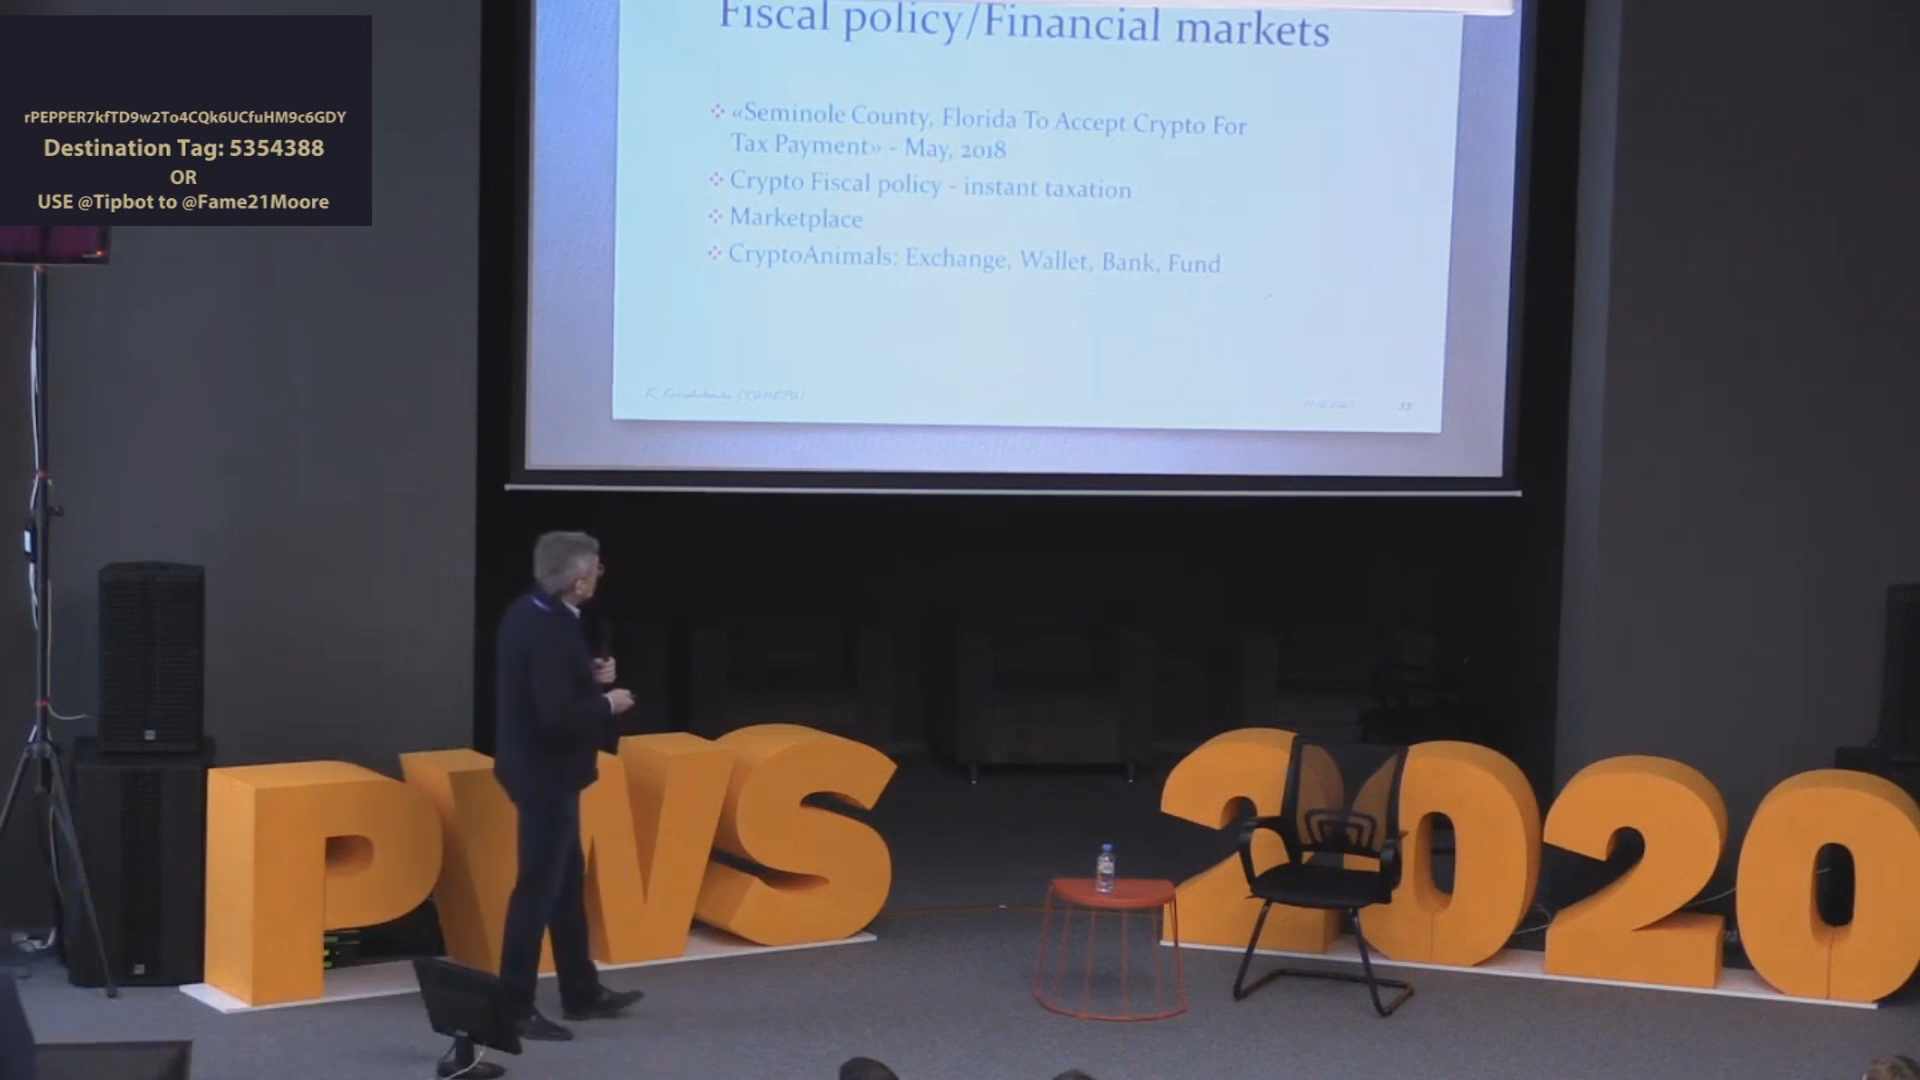 rPEPPER7kfTD9w2To4CQk6UCfuHM9c6GDY
Destination Tag: 5354388
OR
USE @Tipbot to @Fame21Moore
Fiscal policy/Financial markets
«Seminole County, Florida To Accept Crypto For
Tax Payment» - May, 2018
Crypto Fiscal policy - instant taxation
Marketplace
CryptoAnimals: Exchange, Wallet, Bank, Fund
PWS 2020